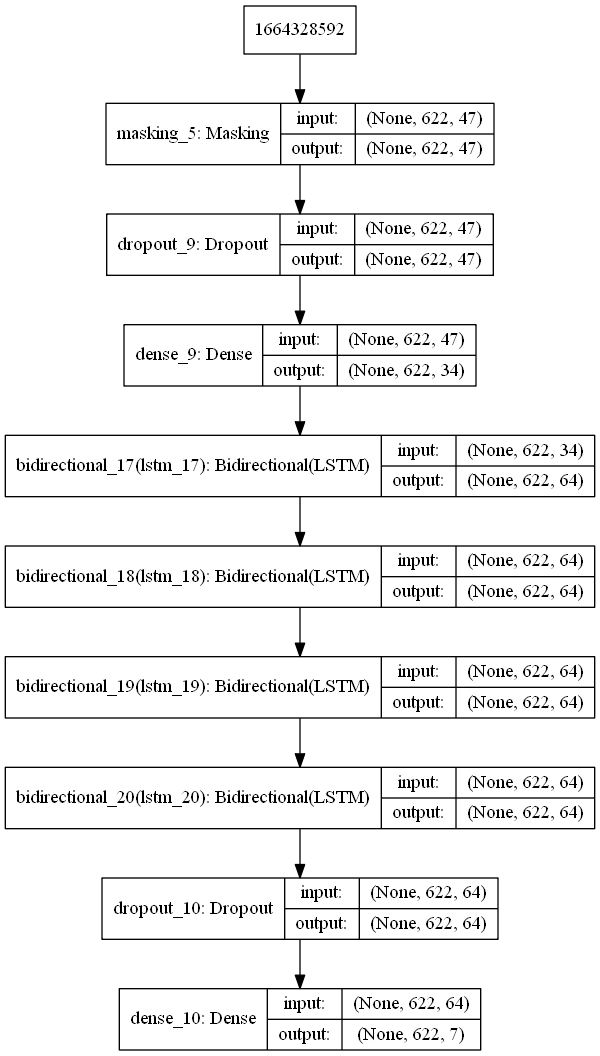 1664328592
masking_5: Masking
input: (None, 622, 47)
output: (None, 622, 47)
dropout_9: Dropout
input: (None, 622, 47)
output: (None, 622, 47)
dense_9: Dense
input: (None, 622, 47)
output: (None, 622, 34)
bidirectional_17(lstm_17): Bidirectional(LSTM)
input: (None, 622, 34)
output: (None, 622, 64)
bidirectional_18(lstm_18): Bidirectional(LSTM)
input: (None, 622, 64)
output: (None, 622, 64)
bidirectional_19(lstm_19): Bidirectional(LSTM)
input: (None, 622, 64)
output: (None, 622, 64)
bidirectional_20(lstm_20): Bidirectional(LSTM)
input: (None, 622, 64)
output: (None, 622, 64)
dropout_10: Dropout
input: (None, 622, 64)
output: (None, 622, 64)
dense_10: Dense
input: (None, 622, 64)
output: (None, 622, 7)